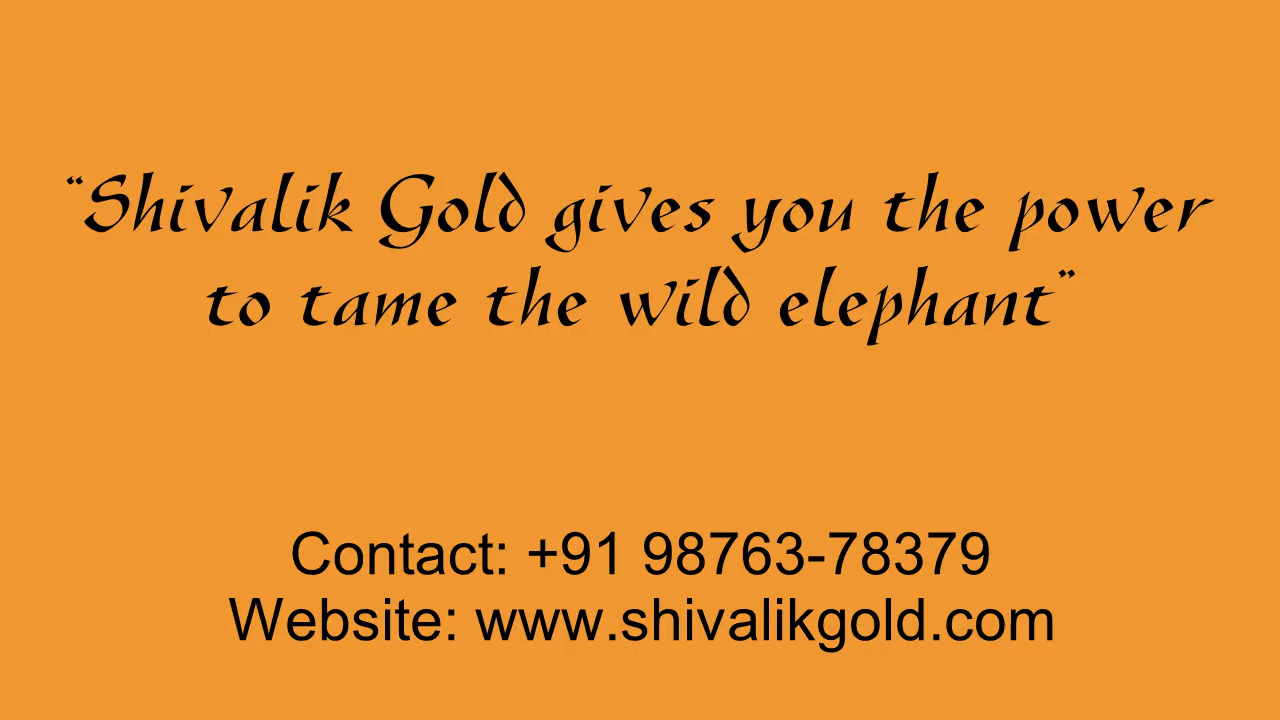 "Shivalik Gold gives you the power
to tame the wild elephant"
Contact: +91 98763-78379
Website: www.shivalikgold.com